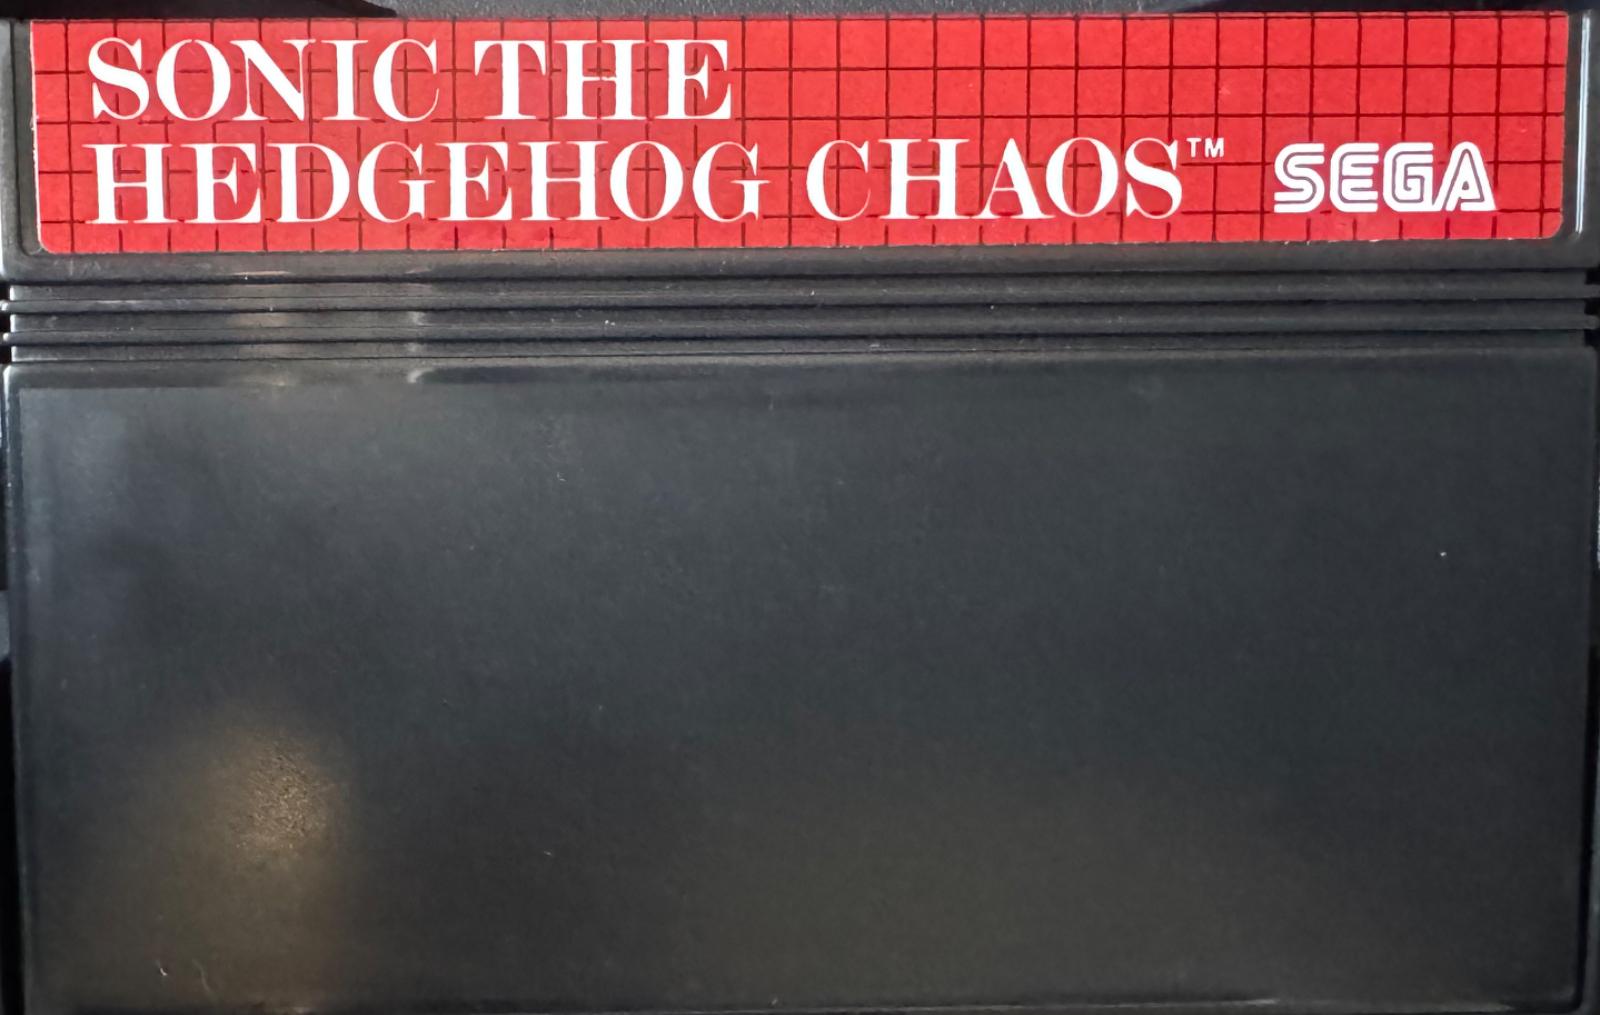 SONIC THE
HEDGEHOG CHAOS™ SEGA